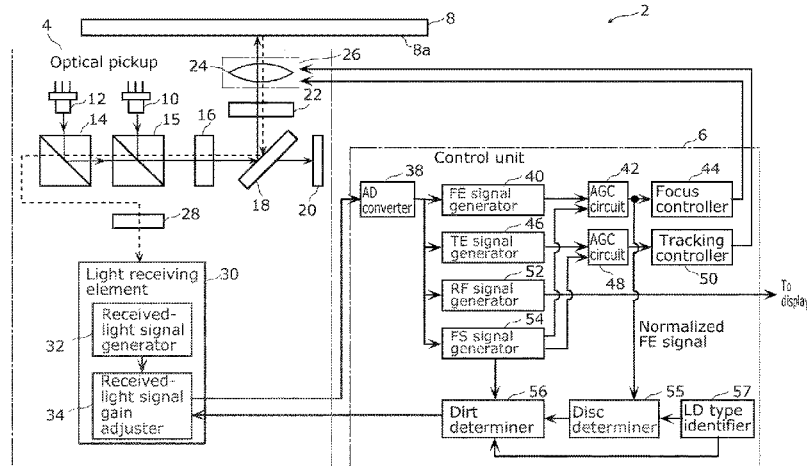 2
8
8a
4
Optical pickup
24
26
12
10
22
14
15
16
18
20
6
Control unit
38
AD
converter
40
FE signal
generator
42
AGC
circuit
44
Focus
controller
28
46
TE signal
generator
AGC
circuit
48
Tracking
controller
50
Light receiving
element
30
52
RF signal
generator
To
display
32
Received-
light signal
generator
54
FS signal
generator
Normalized
FE signal
34
Received-
light signal
gain
adjuster
56
Dirt
determiner
55
Disc
determiner
57
LD type
identifier